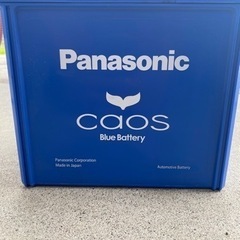 Panasonic
caos
Blue Battery
Panasonic Corporation
Made in Japan
Automotive Battery